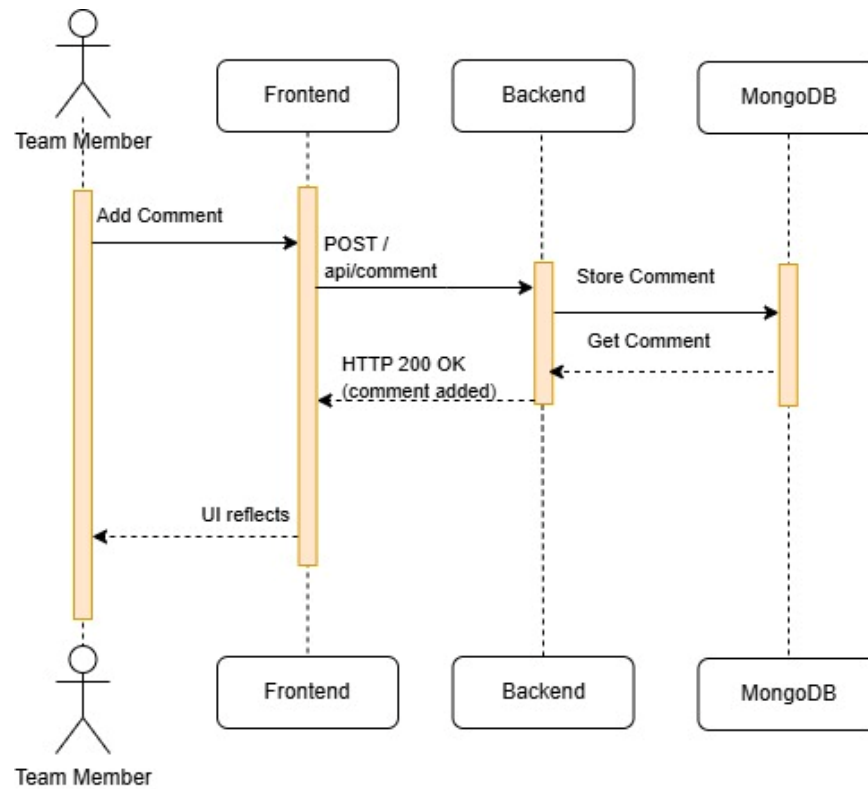 Team Member
Frontend
Backend
MongoDB
Add Comment
POST /
api/comment
Store Comment
Get Comment
HTTP 200 OK
(comment added)
UI reflects
Team Member
Frontend
Backend
MongoDB